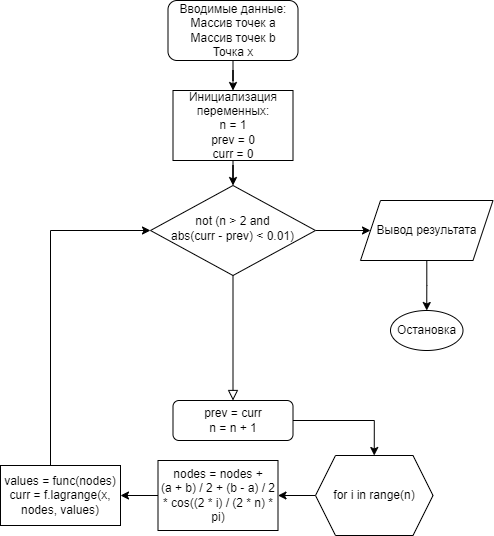 Вводимые данные:
Массив точек a
Массив точек b
Точка x
Инициализация
переменных:
n = 1
prev = 0
curr = 0
not (n > 2 and
abs(curr - prev) < 0.01)
Вывод результата
Остановка
prev = curr
n = n + 1
for i in range(n)
nodes = nodes +
(a + b) / 2 + (b - a) / 2
* cos((2 * i) / (2 * n) *
pi)
values = func(nodes)
curr = f.lagrange(x,
nodes, values)